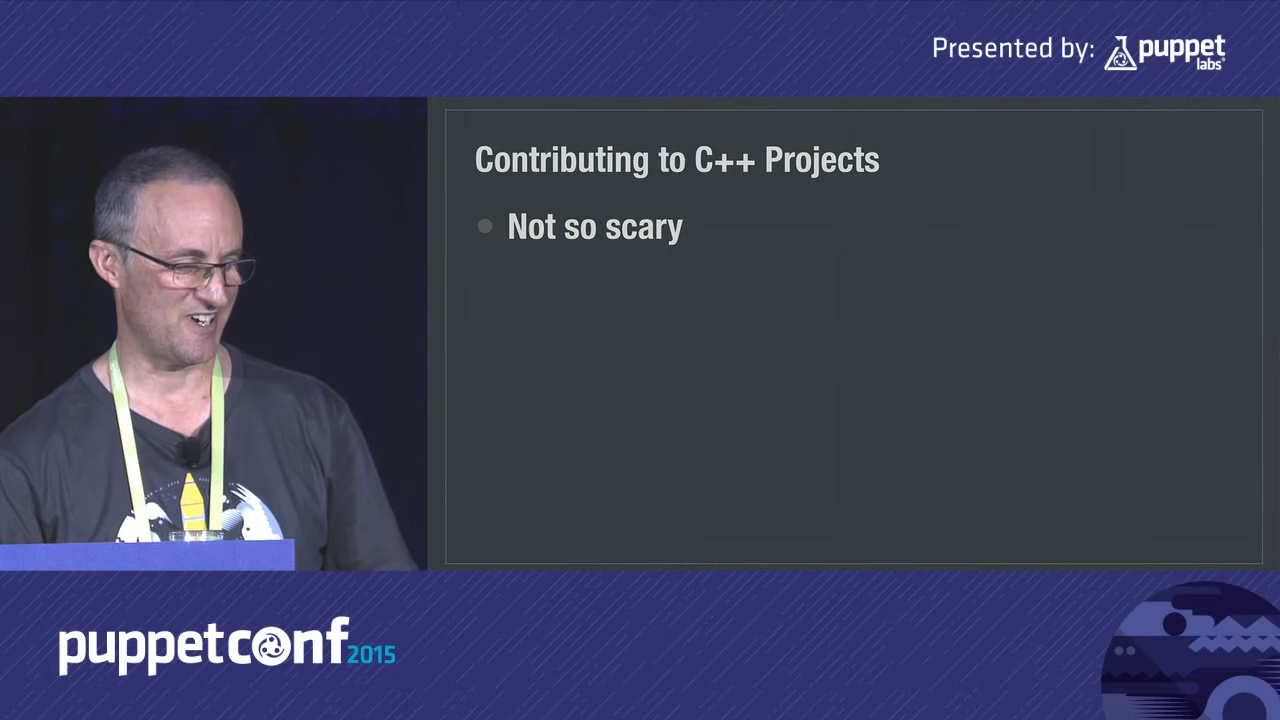 Presented by: puppet
labs
Contributing to C++ Projects
Not so scary
puppetconf 2015